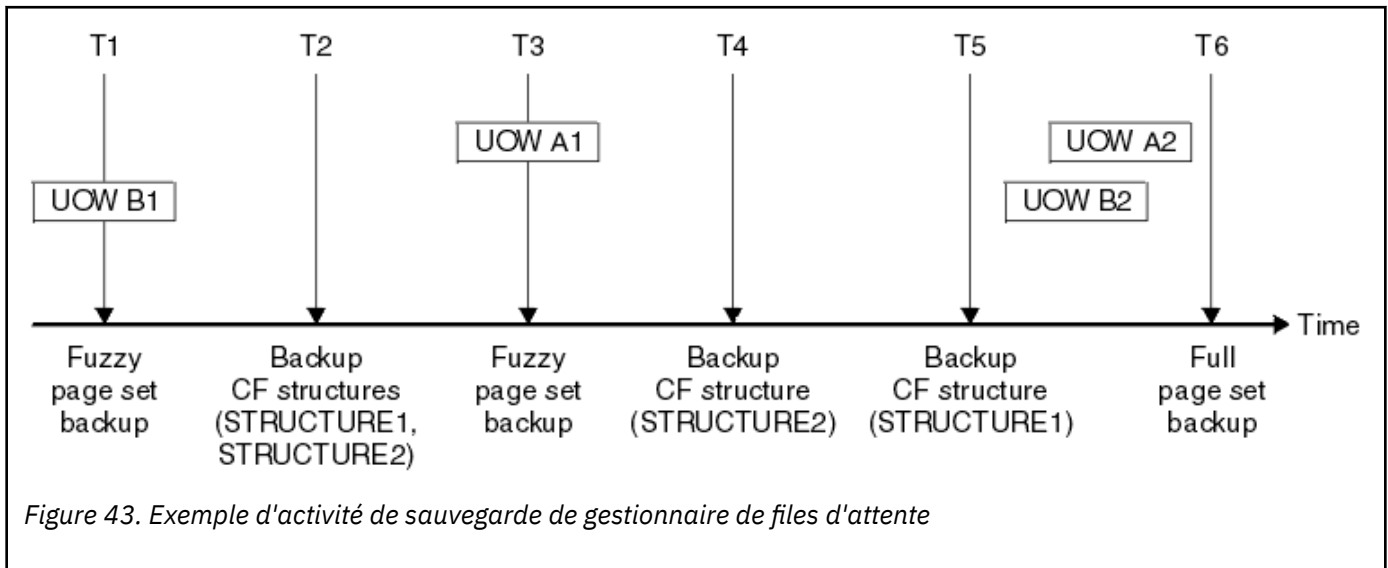 T1 T2 T3 T4 T5 T6
UOW A1 UOW A2
UOW B1 UOW B2
Time
Fuzzy
page set
backup
Backup
CF structures
(STRUCTURE1,
STRUCTURE2)
Fuzzy
page set
backup
Backup
CF structure
(STRUCTURE2)
Backup
CF structure
(STRUCTURE1)
Full
page set
backup
Figure 43. Exemple d'activité de sauvegarde de gestionnaire de files d'attente